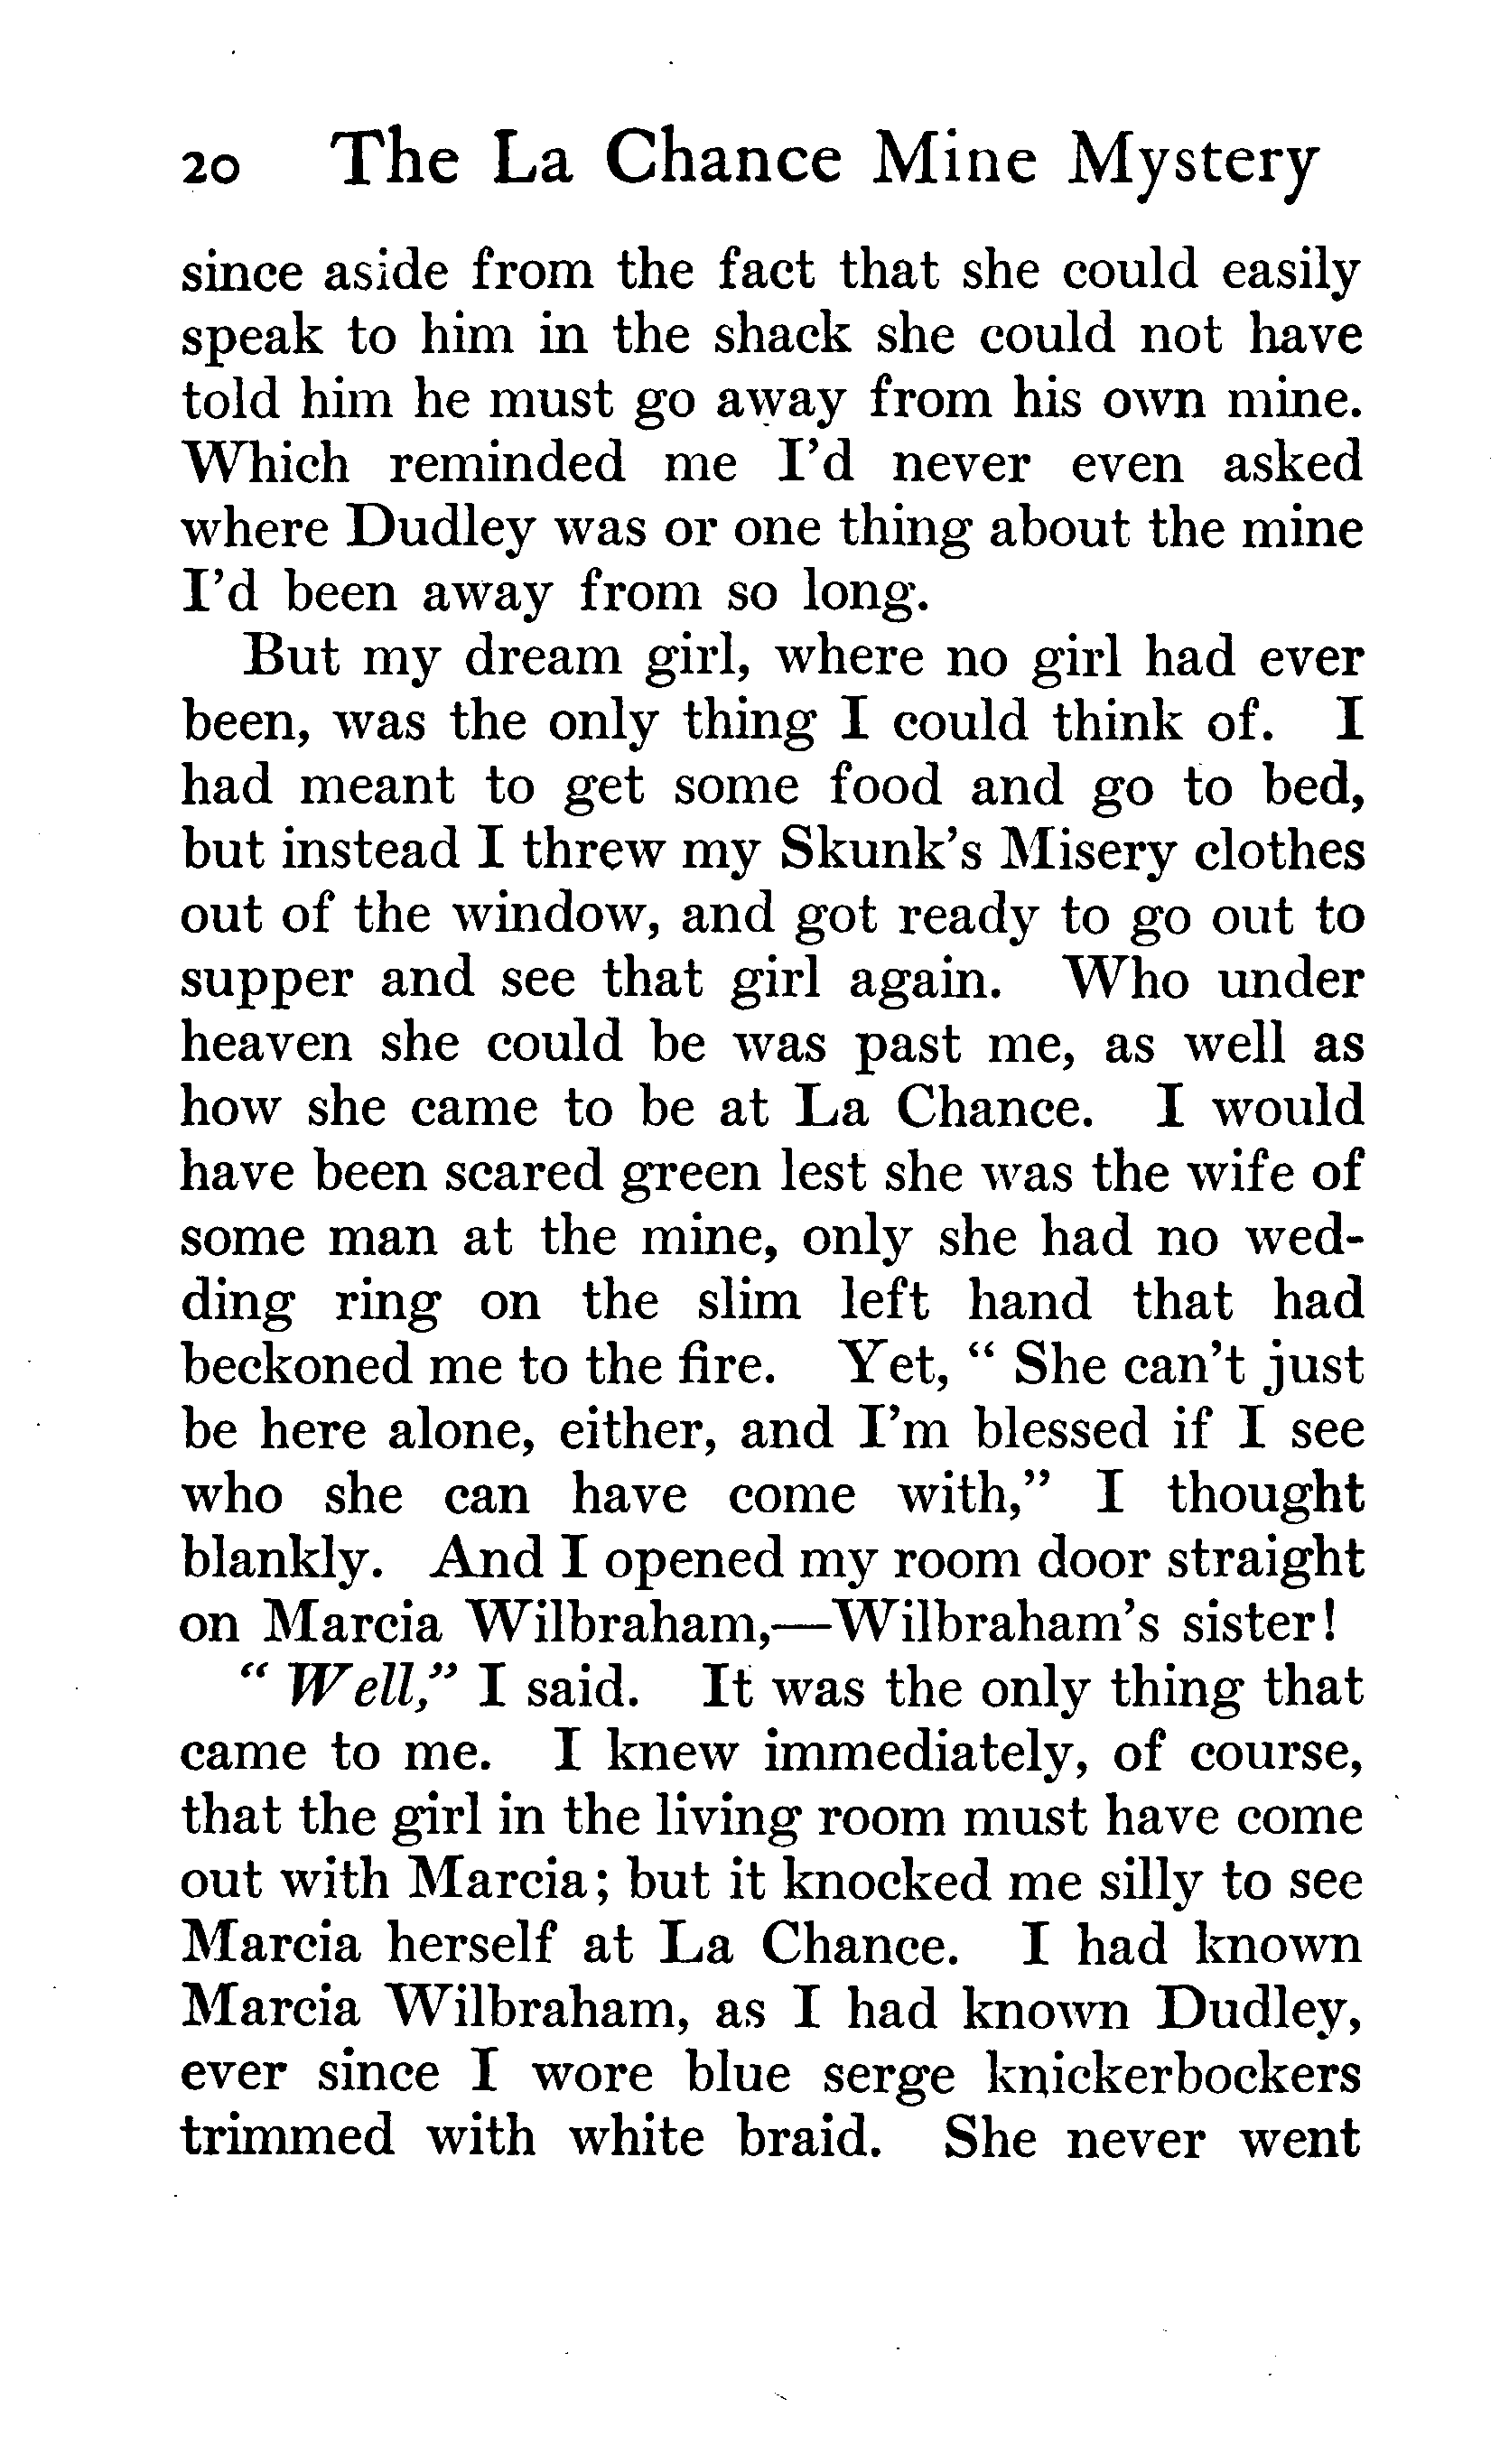 20 The La Chance Mine Mystery
since aside from the fact that she could easily
speak to him in the shack she could not have
told him he must go away from his own mine.
Which reminded me I'd never even asked
where Dudley was or one thing about the mine
I'd been away from so long.
But my dream girl, where no girl had ever
been, was the only thing I could think of. I
had meant to get some food and go to bed,
but instead I threw my Skunk's Misery clothes
out of the window, and got ready to go out to
supper and see that girl again. Who under
heaven she could be was past me, as well as
how she came to be at La Chance. I would
have been scared green lest she was the wife of
some man at the mine, only she had no wed-
ding ring on the slim left hand that had
beckoned me to the fire. Yet, " She can't just
be here alone, either, and I'm blessed if I see
who she can have come with," I thought
blankly. And I opened my room door straight
on Marcia Wilbraham,—Wilbraham's sister!
" Well," I said. It was the only thing that
came to me. I knew immediately, of course,
that the girl in the living room must have come
out with Marcia; but it knocked me silly to see
Marcia herself at La Chance. I had known
Marcia Wilbraham, as I had known Dudley,
ever since I wore blue serge knickerbockers
trimmed with white braid. She never went